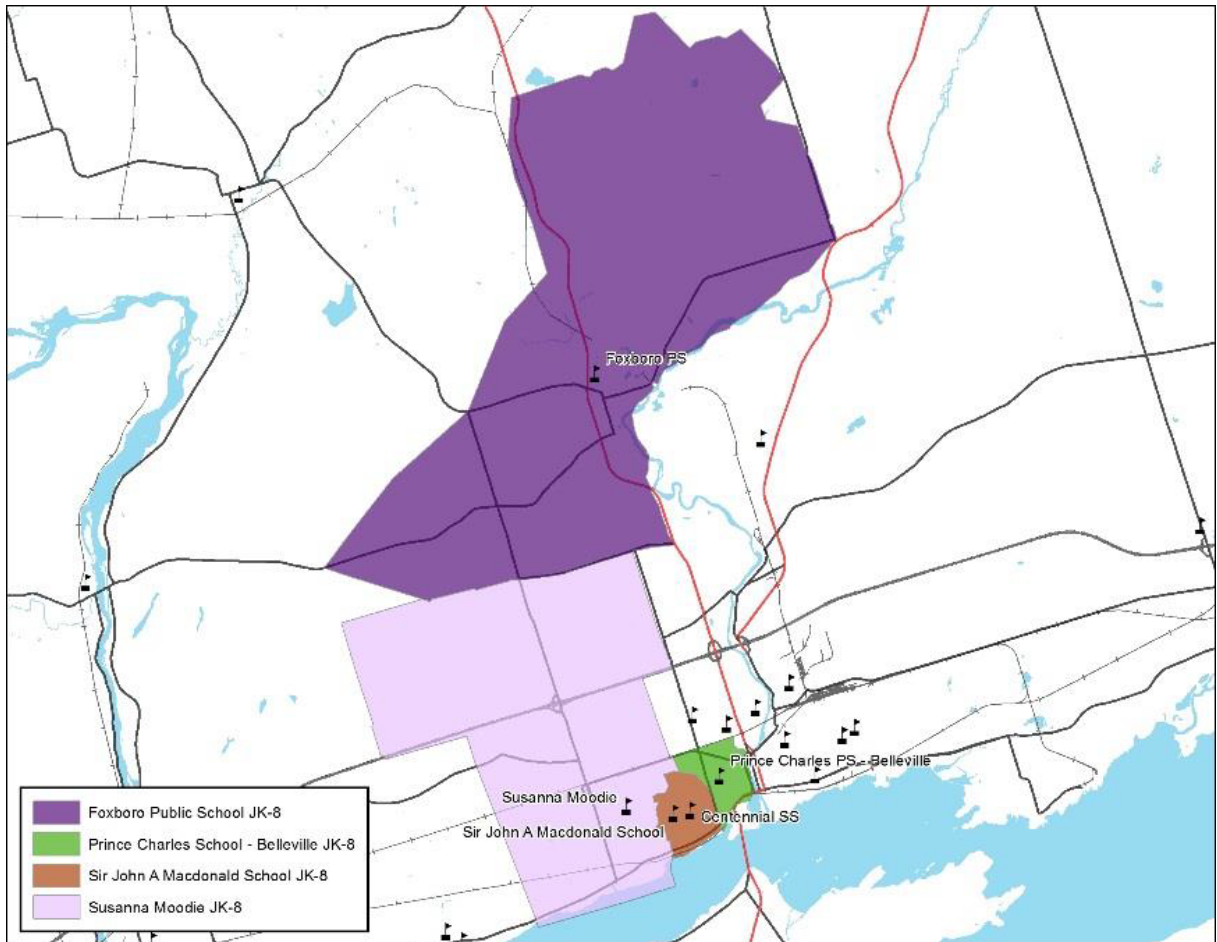 Foxboro PS
Prince Charles PS - Belleville
Susanna Moodie
Centennial SS
Sir John A Macdonald School
Foxboro Public School JK-8
Prince Charles School - Belleville JK-8
Sir John A Macdonald School JK-8
Susanna Moodie JK-8